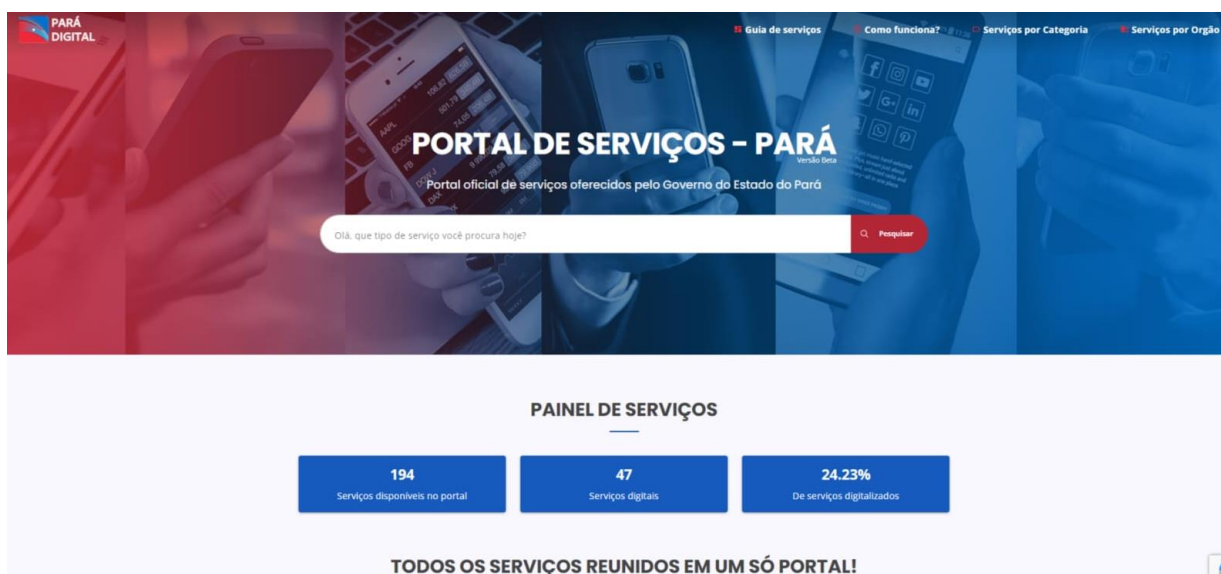 PARÁ
DIGITAL
Guia de serviços
Como funciona?
Serviços por Categoria
Serviços por Orgão
PORTAL DE SERVIÇOS - PARÁ
Versão Beta
Portal oficial de serviços oferecidos pelo Governo do Estado do Pará
Olá, que tipo de serviço você procura hoje?
Pesquisar
PAINEL DE SERVIÇOS
194
Serviços disponíveis no portal
47
Serviços digitais
24.23%
De serviços digitalizados
TODOS OS SERVIÇOS REUNIDOS EM UM SÓ PORTAL!